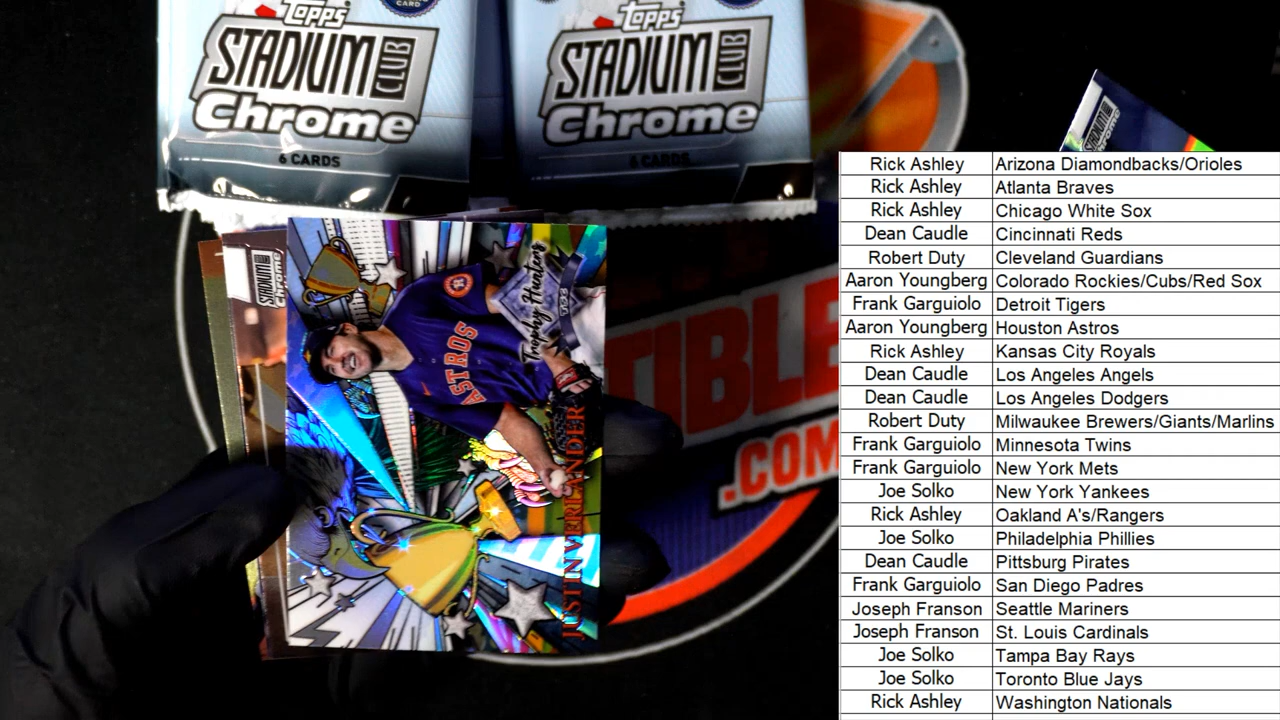 Topps
STADIUM CLUB
Chrome
6 CARDS
Topps
STADIUM CLUB
Chrome
6 CARDS
CARD
STADIUM
Chrome
STADIUM
Chrome
Trophy Hunters
ASTROS
JUSTIN VERLANDER
TIBLE
.COM
Rick Ashley Arizona Diamondbacks/Orioles
Rick Ashley Atlanta Braves
Rick Ashley Chicago White Sox
Dean Caudle Cincinnati Reds
Robert Duty Cleveland Guardians
Aaron Youngberg Colorado Rockies/Cubs/Red Sox
Frank Garguiolo Detroit Tigers
Aaron Youngberg Houston Astros
Rick Ashley Kansas City Royals
Dean Caudle Los Angeles Angels
Dean Caudle Los Angeles Dodgers
Robert Duty Milwaukee Brewers/Giants/Marlins
Frank Garguiolo Minnesota Twins
Frank Garguiolo New York Mets
Joe Solko New York Yankees
Rick Ashley Oakland A's/Rangers
Joe Solko Philadelphia Phillies
Dean Caudle Pittsburg Pirates
Frank Garguiolo San Diego Padres
Joseph Franson Seattle Mariners
Joseph Franson St. Louis Cardinals
Joe Solko Tampa Bay Rays
Joe Solko Toronto Blue Jays
Rick Ashley Washington Nationals